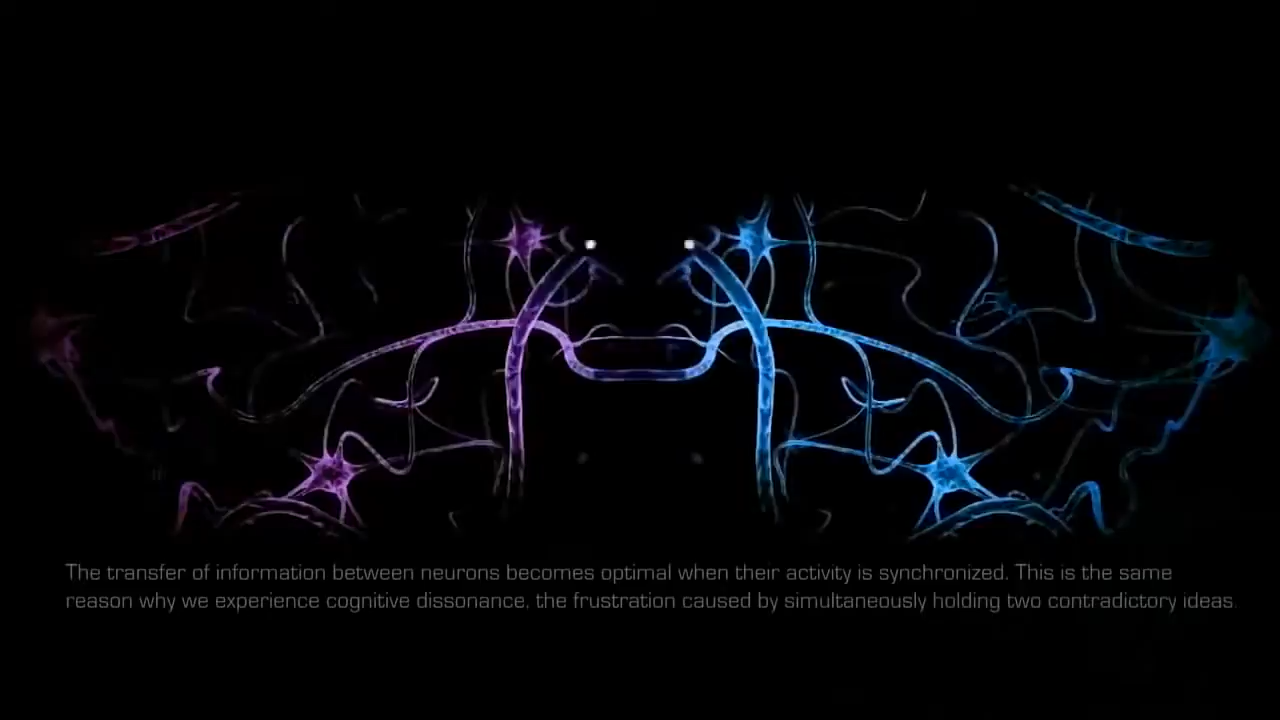 The transfer of information between neurons becomes optimal when their activity is synchronized. This is the same
reason why we experience cognitive dissonance, the frustration caused by simultaneously holding two contradictory ideas.